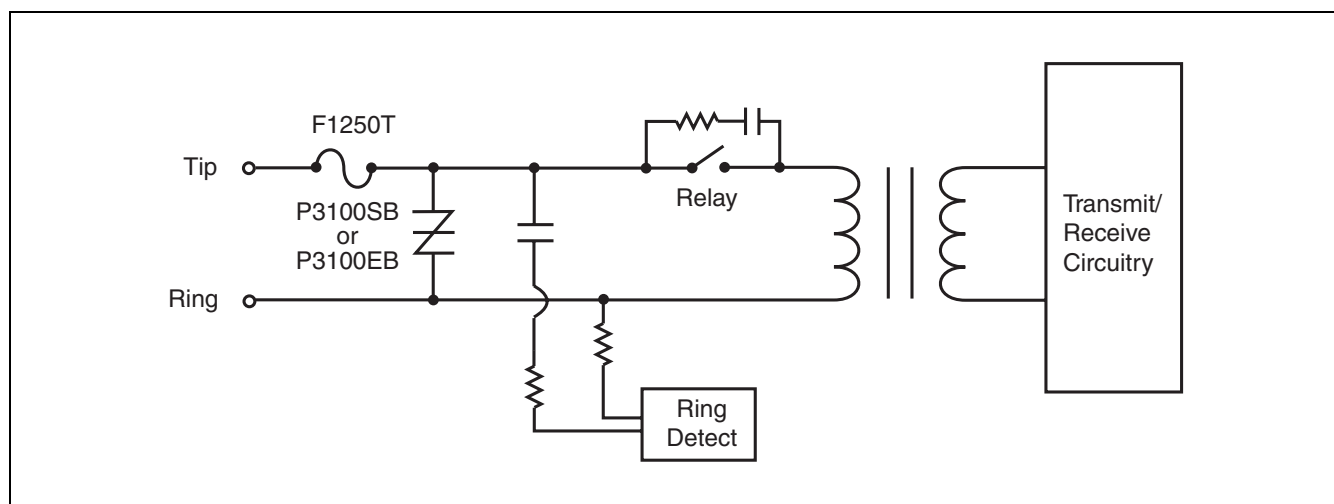 F1250T
Tip
P3100SB
or
P3100EB
Ring
Relay
Transmit/
Receive
Circuitry
Ring
Detect